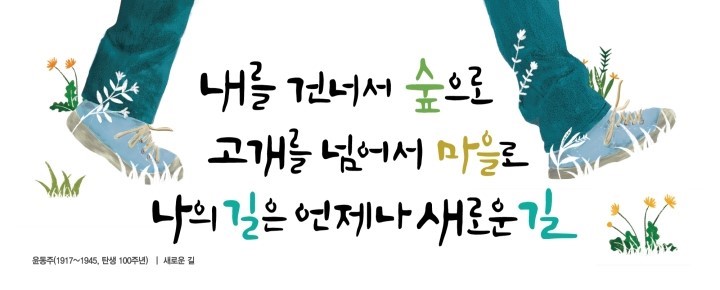 내를 건너서 숲으로
고개를 넘어서 마을로
나의 길은 언제나 새로운 길
윤동주(1917~1945, 탄생 100주년) | 새로운 길